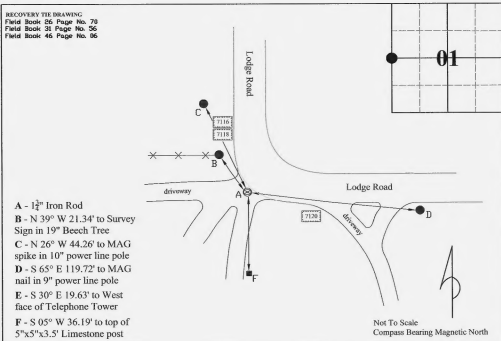 RECOVERY TIE DRAWING
Field Book 26 Page No. 70
Field Book 31 Page No. 56
Field Book 46 Page No. 06
01
Lodge Road
C
7116
7118
B
driveway
A
Lodge Road
7120
driveway
D
F
A - 1¾" Iron Rod
B - N 39° W 21.34' to Survey
Sign in 19" Beech Tree
C - N 26° W 44.26' to MAG
spike in 10" power line pole
D - S 65° E 119.72' to MAG
nail in 9" power line pole
E - S 30° E 19.63' to West
face of Telephone Tower
F - S 05° W 36.19' to top of
5"x5"x3.5' Limestone post
Not To Scale
Compass Bearing Magnetic North